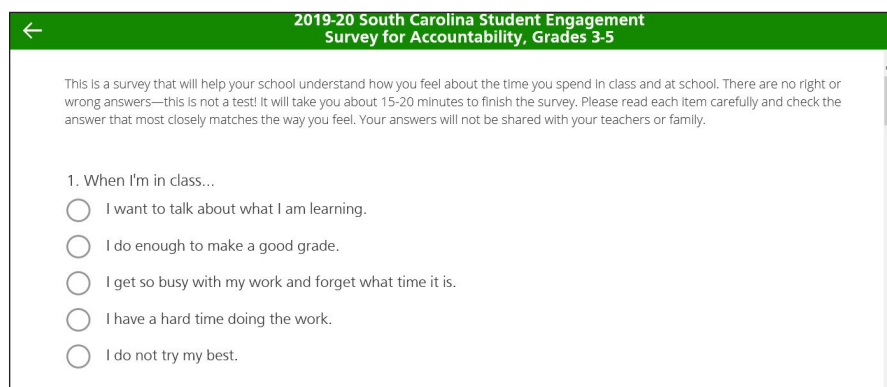 2019-20 South Carolina Student Engagement
Survey for Accountability, Grades 3-5
This is a survey that will help your school understand how you feel about the time you spend in class and at school. There are no right or
wrong answers—this is not a test! It will take you about 15-20 minutes to finish the survey. Please read each item carefully and check the
answer that most closely matches the way you feel. Your answers will not be shared with your teachers or family.
1. When I'm in class...
I want to talk about what I am learning.
I do enough to make a good grade.
I get so busy with my work and forget what time it is.
I have a hard time doing the work.
I do not try my best.